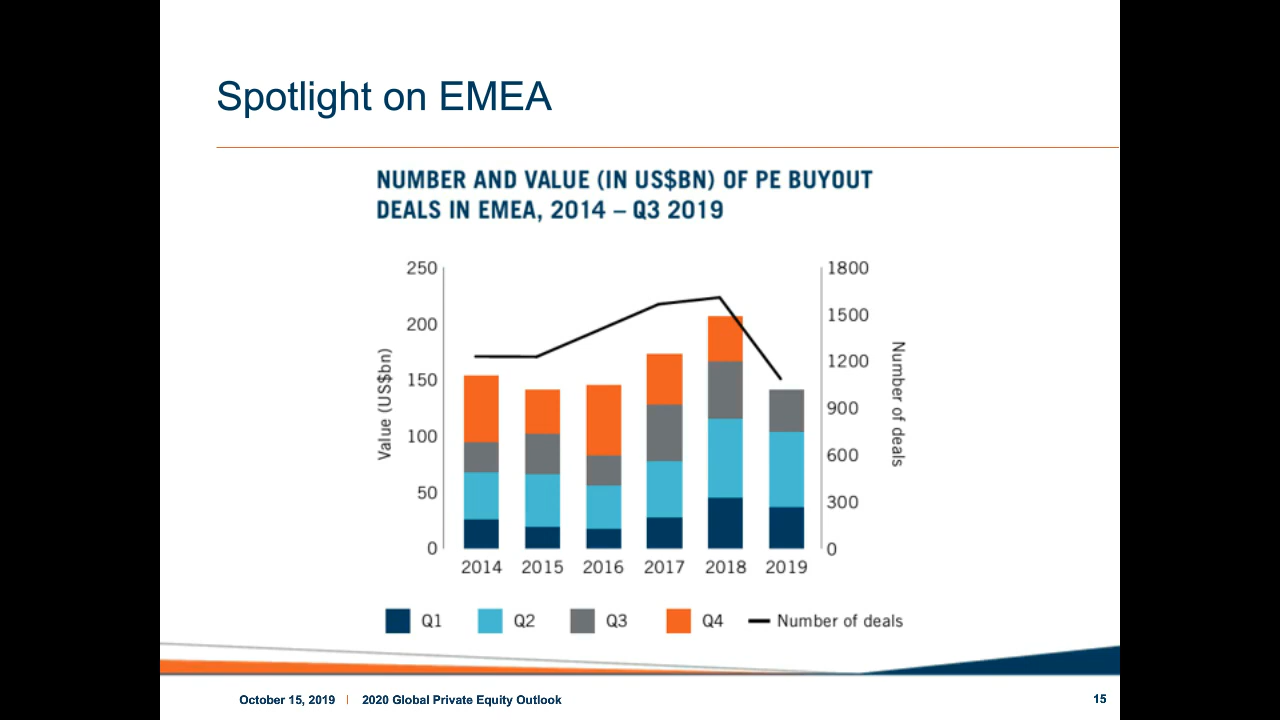 Spotlight on EMEA
NUMBER AND VALUE (IN US$BN) OF PE BUYOUT
DEALS IN EMEA, 2014 – Q3 2019
250
200
150
100
50
0
Value (US$bn)
1800
1500
1200
900
600
300
0
Number of deals
2014 2015 2016 2017 2018 2019
Q1 Q2 Q3 Q4 Number of deals
October 15, 2019 | 2020 Global Private Equity Outlook
15